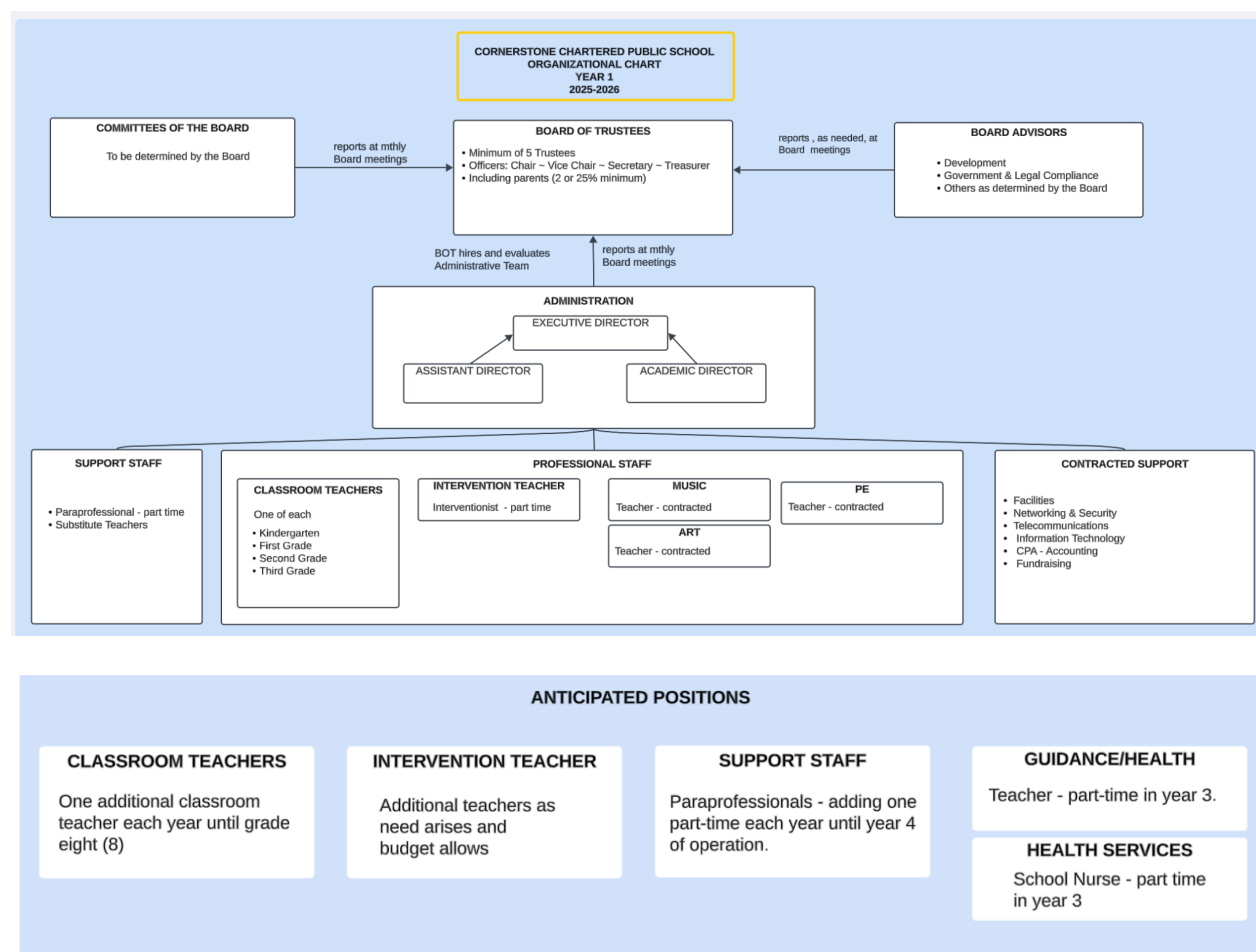 CORNERSTONE CHARTERED PUBLIC SCHOOL
ORGANIZATIONAL CHART
YEAR 1
2025-2026
COMMITTEES OF THE BOARD
To be determined by the Board
reports at mthly
Board meetings
BOARD OF TRUSTEES
• Minimum of 5 Trustees
• Officers: Chair ~ Vice Chair ~ Secretary ~ Treasurer
• Including parents (2 or 25% minimum)
reports , as needed, at
Board meetings
BOARD ADVISORS
• Development
• Government & Legal Compliance
• Others as determined by the Board
BOT hires and evaluates
Administrative Team
reports at mthly
Board meetings
ADMINISTRATION
EXECUTIVE DIRECTOR
ASSISTANT DIRECTOR
ACADEMIC DIRECTOR
SUPPORT STAFF
• Paraprofessional - part time
• Substitute Teachers
PROFESSIONAL STAFF
CLASSROOM TEACHERS
One of each
• Kindergarten
• First Grade
• Second Grade
• Third Grade
INTERVENTION TEACHER
Interventionist - part time
MUSIC
Teacher - contracted
ART
Teacher - contracted
PE
Teacher - contracted
CONTRACTED SUPPORT
• Facilities
• Networking & Security
• Telecommunications
• Information Technology
• CPA - Accounting
• Fundraising
ANTICIPATED POSITIONS
CLASSROOM TEACHERS
One additional classroom
teacher each year until grade
eight (8)
INTERVENTION TEACHER
Additional teachers as
need arises and
budget allows
SUPPORT STAFF
Paraprofessionals - adding one
part-time each year until year 4
of operation.
GUIDANCE/HEALTH
Teacher - part-time in year 3.
HEALTH SERVICES
School Nurse - part time
in year 3